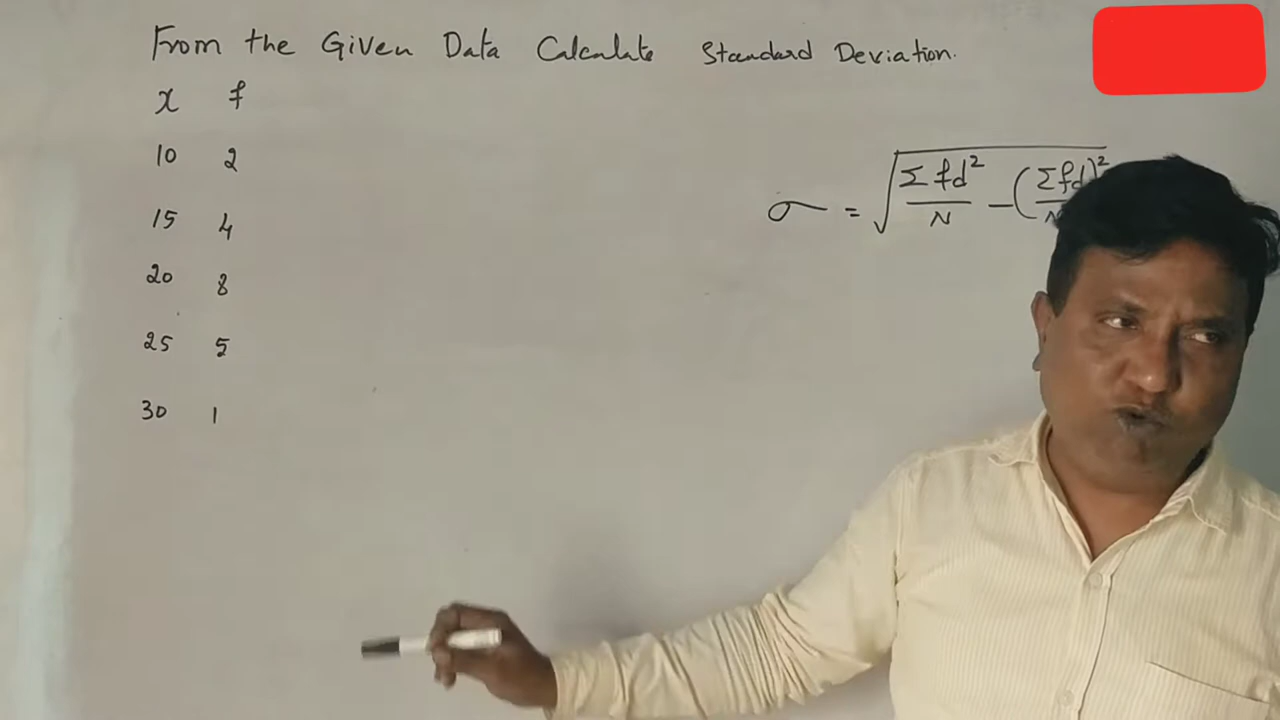 From the Given Data Calculate Standard Deviation.
x f
10 2
15 4
20 8
25 5
30 1
σ = √(Σfd²/N − (Σfd/N)²